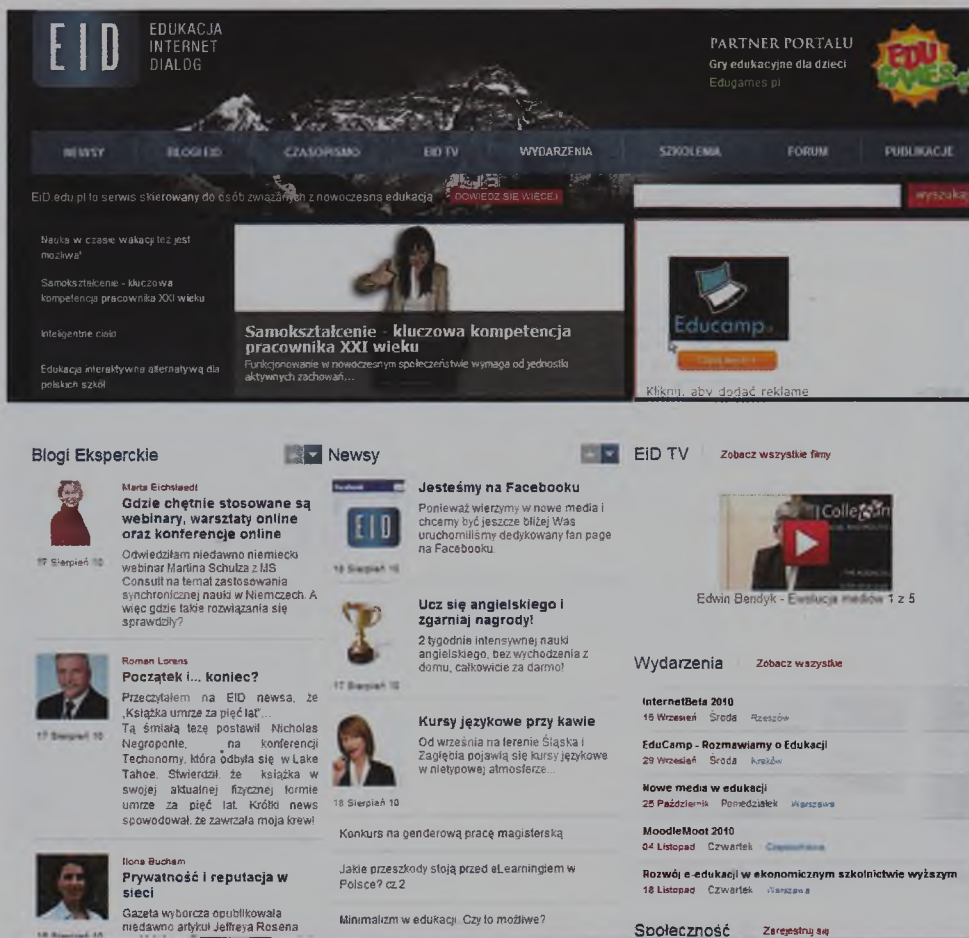 EID
EDUKACJA
INTERNET
DIALOG
PARTNER PORTALU
Gry edukacyjne dla dzieci
Edugames.pl
EDU
GAMES.pl
NEWSY
BLOGI EID
CZASOPISMO
EID TV
WYDARZENIA
SZKOLENIA
FORUM
PUBLIKACJE
EiD.edu.pl to serwis skierowany do osób związanych z nowoczesną edukacją
DOWIEDZ SIĘ WIĘCEJ
wyszukaj
Nauka w czasie wakacji też jest
możliwa!
Samokształcenie - kluczowa
kompetencja pracownika XXI wieku
Inteligentne ciało
Edukacja interaktywna alternatywą dla
polskich szkół
Samokształcenie - kluczowa kompetencja
pracownika XXI wieku
Funkcjonowanie w nowoczesnym społeczeństwie wymaga od jednostki
aktywnych zachowań...
Educamp
Kliknij, aby dodać reklamę
Blogi Eksperckie
Marta Eichstaedt
Gdzie chętnie stosowane są
webinary, warsztaty online
oraz konferencje online
17 Sierpień 10
Odwiedziłam niedawno niemiecki
webinar Martina Schulza z MS
Consult na temat zastosowania
synchronicznej nauki w Niemczech. A
więc gdzie takie rozwiązania się
sprawdziły?
Roman Lorens
Początek i... koniec?
17 Sierpień 10
Przeczytałem na EID newsa, że
„Książka umrze za pięć lat"...
Tą śmiałą tezę postawił Nicholas
Negroponte, na konferencji
Techonomy, która odbyła się w Lake
Tahoe. Stwierdził, że książka w
swojej aktualnej fizycznej formie
umrze za pięć lat. Krótki news
spowodował, że zawrzała moja krew!
Ilona Buchem
Prywatność i reputacja w
sieci
Gazeta wyborcza opublikowała
niedawno artykuł Jeffreya Rosena
Newsy
Facebook
EID
18 Sierpień 10
Jesteśmy na Facebooku
Ponieważ wierzymy w nowe media i
chcemy być jeszcze bliżej Was
uruchomiliśmy dedykowany fan page
na Facebooku.
Ucz się angielskiego i
zgarniaj nagrody!
2 tygodnie intensywnej nauki
angielskiego, bez wychodzenia z
domu, całkowicie za darmo!
17 Sierpień 10
Kursy językowe przy kawie
Od września na terenie Śląska i
Zagłębia pojawią się kursy językowe
w nietypowej atmosferze...
18 Sierpień 10
Konkurs na genderową pracę magisterską
Jakie przeszkody stoją przed eLearningiem w
Polsce? cz.2
Minimalizm w edukacji. Czy to możliwe?
EiD TV
Zobacz wszystkie filmy
Edwin Bendyk - Ewolucja mediów 1 z 5
Wydarzenia
Zobacz wszystkie
InternetBeta 2010
15 Wrzesień Środa Rzeszów
EduCamp - Rozmawiamy o Edukacji
29 Wrzesień Środa Kraków
Nowe media w edukacji
25 Październik Poniedziałek Warszawa
MoodleMoot 2010
04 Listopad Czwartek Częstochowa
Rozwój e-edukacji w ekonomicznym szkolnictwie wyższym
18 Listopad Czwartek Warszawa
Społeczność
Zarejestruj się